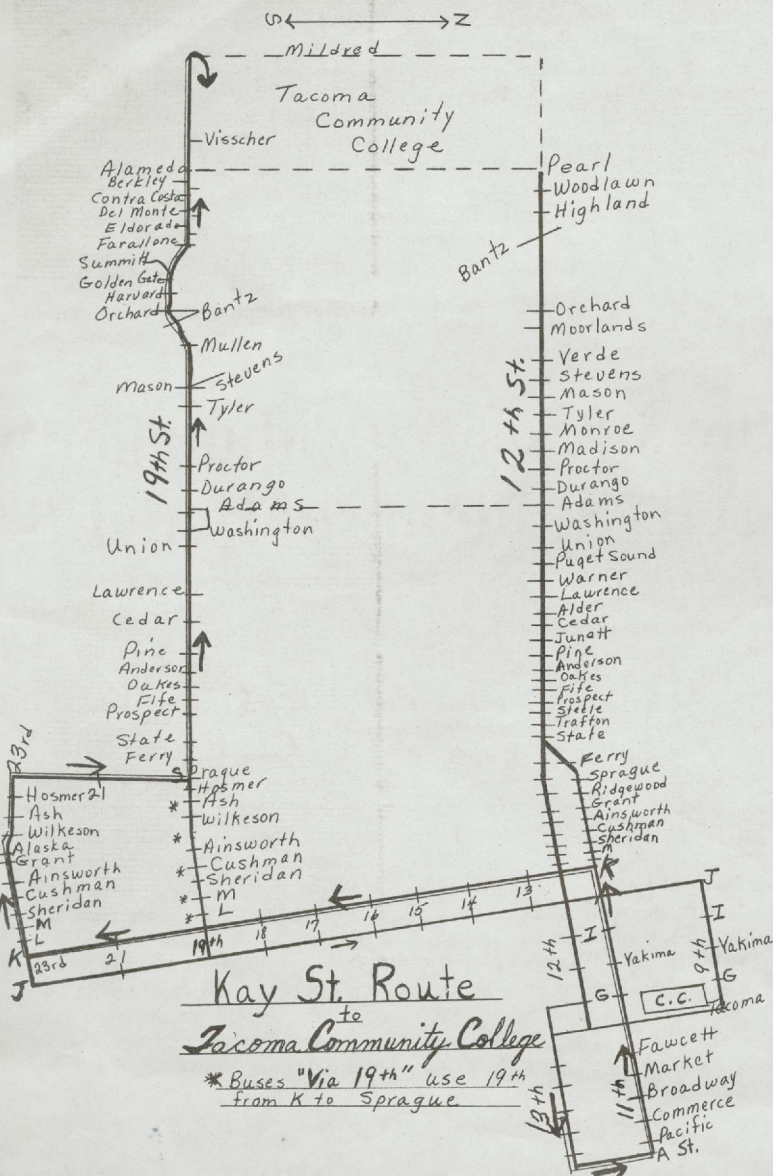 S N
Mildred
Tacoma
Community
College
Visscher
Alameda
Berkley
Contra Costa
Del Monte
Eldorado
Farallone
Summitt
Golden Gate
Harvard
Orchard
Bantz
Mullen
Stevens
Mason
Tyler
19th St.
Proctor
Durango
Adams
Washington
Union
Lawrence
Cedar
Pine
Anderson
Oakes
Fife
Prospect
State
Ferry
Sprague
Hosmer
* Ash
Wilkeson
* Ainsworth
Cushman
* Sheridan
* M
* L
23rd
Hosmer 21
Ash
Wilkeson
Alaska
Grant
Ainsworth
Cushman
Sheridan
M
L
K
J
23rd
21
19th
18
17
16
15
14
13
Pearl
Woodlawn
Highland
Bantz
Orchard
Moorlands
Verde
Stevens
Mason
Tyler
Monroe
Madison
Proctor
Durango
Adams
Washington
Union
Puget Sound
Warner
Lawrence
Alder
Cedar
Junett
Pine
Anderson
Oakes
Fife
Prospect
Steele
Trafton
State
12th St.
Ferry
Sprague
Ridgewood
Grant
Ainsworth
Cushman
Sheridan
M
K
J
I
I
12th
Yakima
9th
Yakima
G
G
C.C.
Tacoma
Fawcett
Market
Broadway
Commerce
Pacific
A St.
11th
13th
Kay St. Route
to
Tacoma Community College
* Buses "Via 19th" use 19th
from K to Sprague